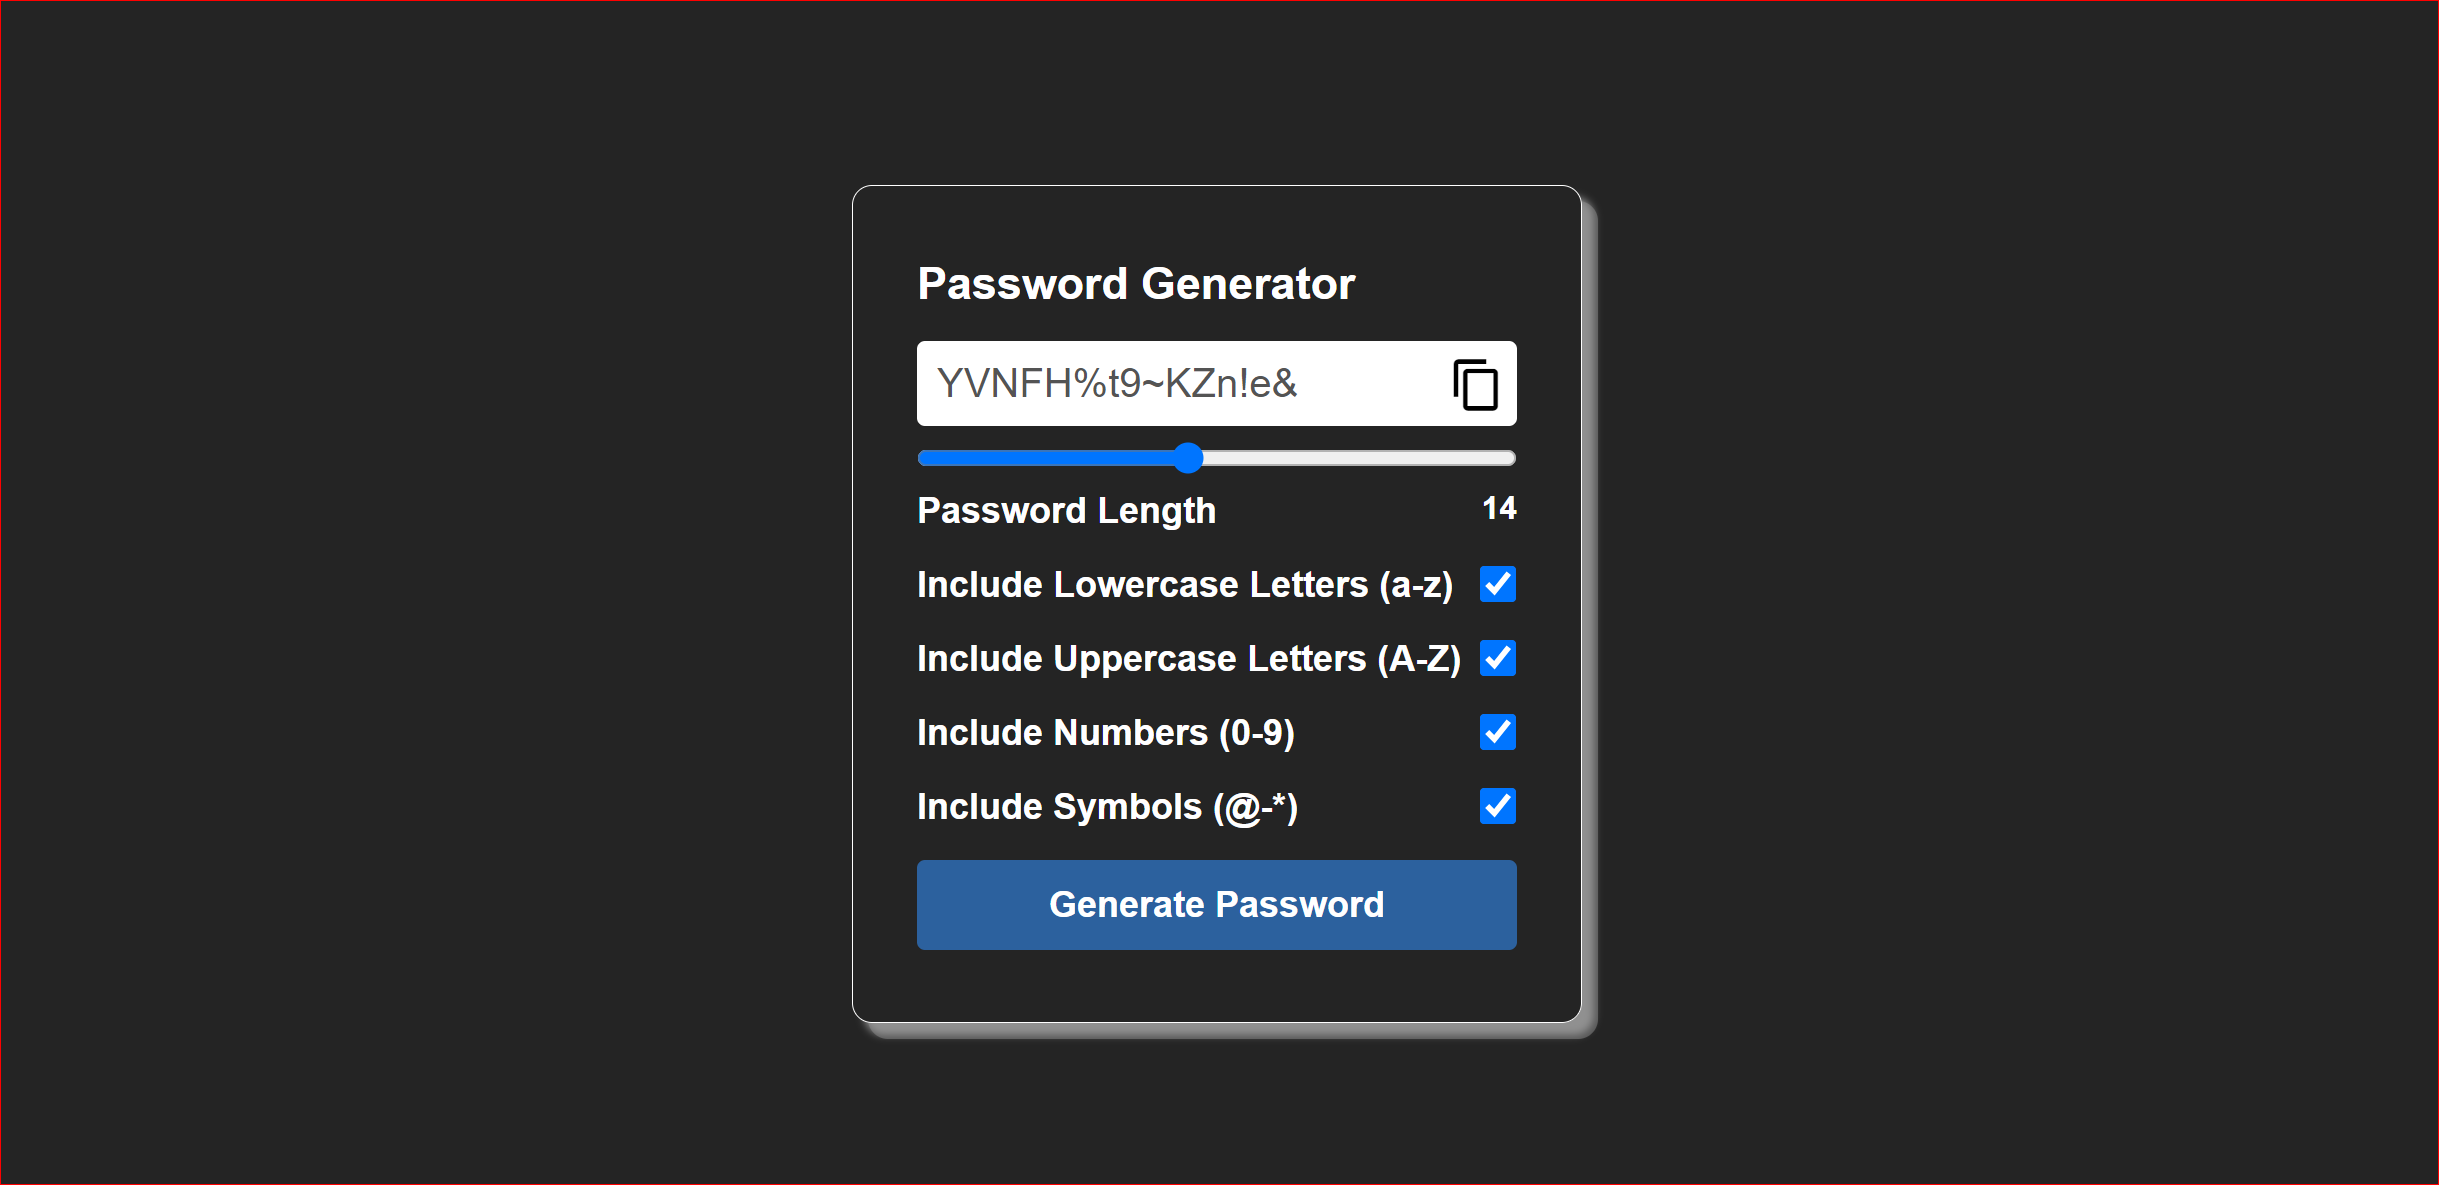 Password Generator
YVNFH%t9~KZn!e&
Password Length
14
Include Lowercase Letters (a-z)
Include Uppercase Letters (A-Z)
Include Numbers (0-9)
Include Symbols (@-*)
Generate Password